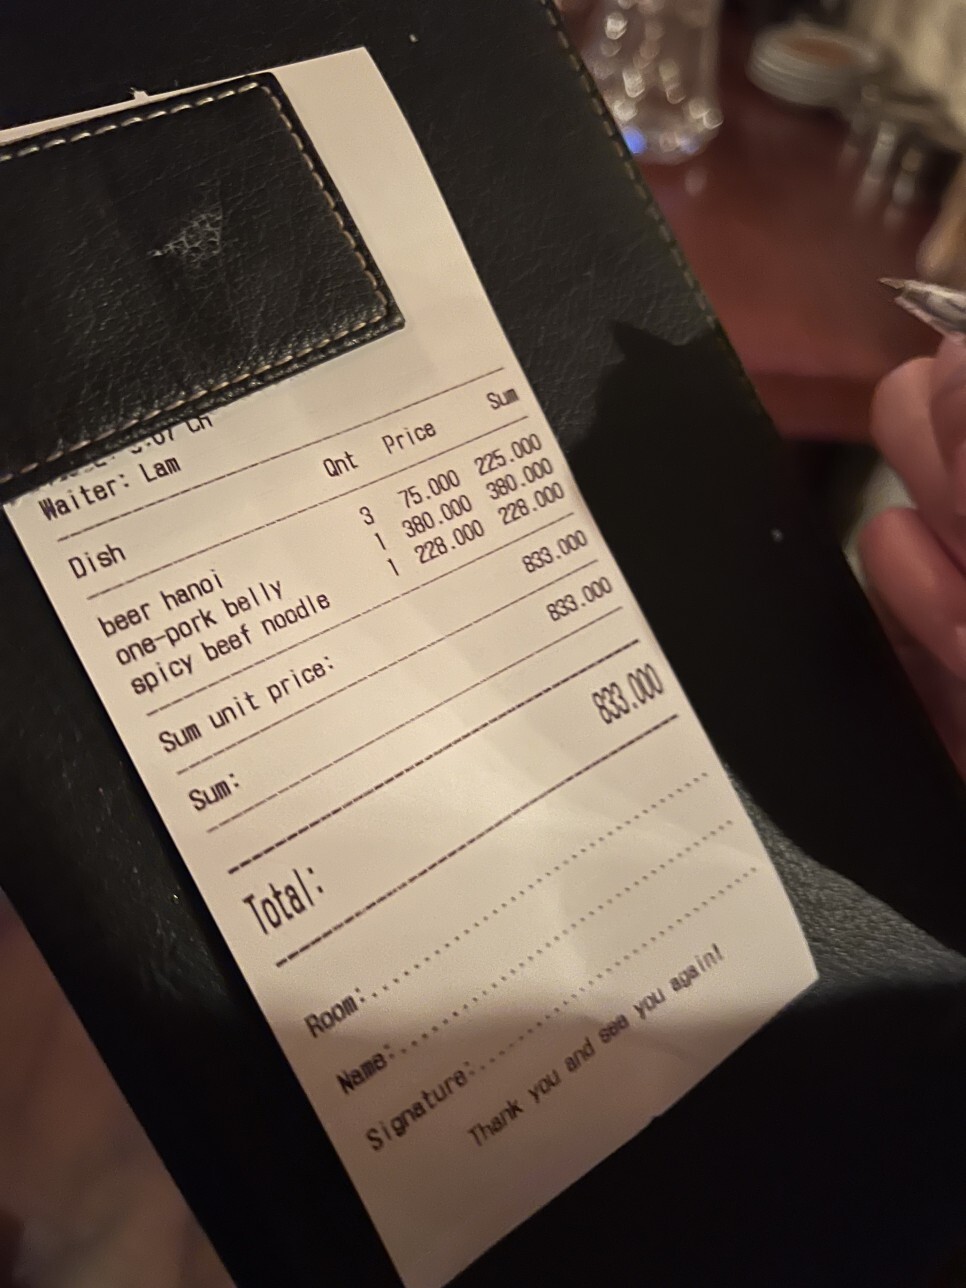 Waiter: Lam
Dish Qnt Price Sum
beer hanoi 3 75.000 225.000
one-pork belly 1 380.000 380.000
spicy beef noodle 1 228.000 228.000
Sum unit price: 833.000
Sum: 833.000
Total: 833.000
Room:
Name:
Signature:
Thank you and see you again!